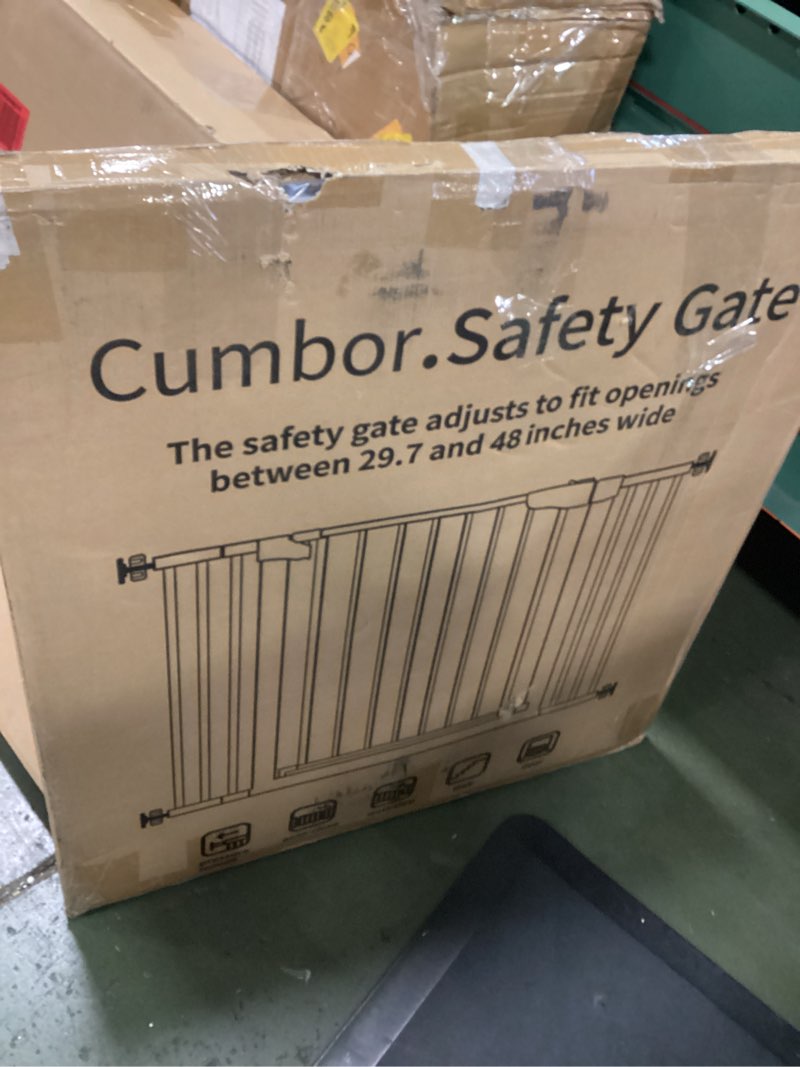 Cumbor.Safety Gate
The safety gate adjusts to fit openings
between 29.7 and 48 inches wide